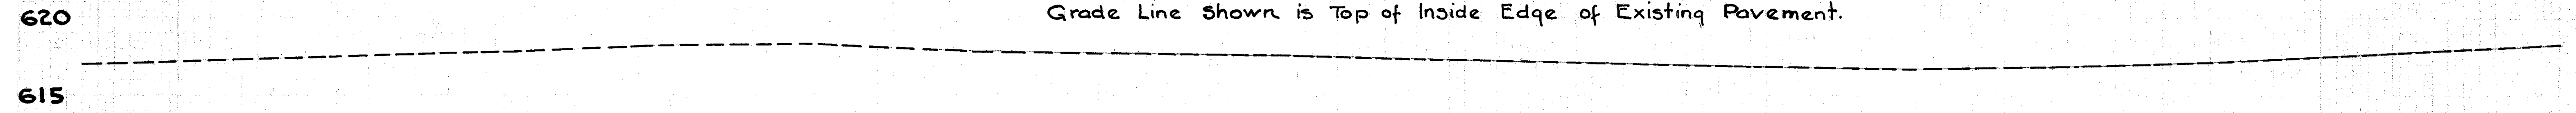 620
Grade Line Shown is Top of Inside Edge of Existing Pavement.
615